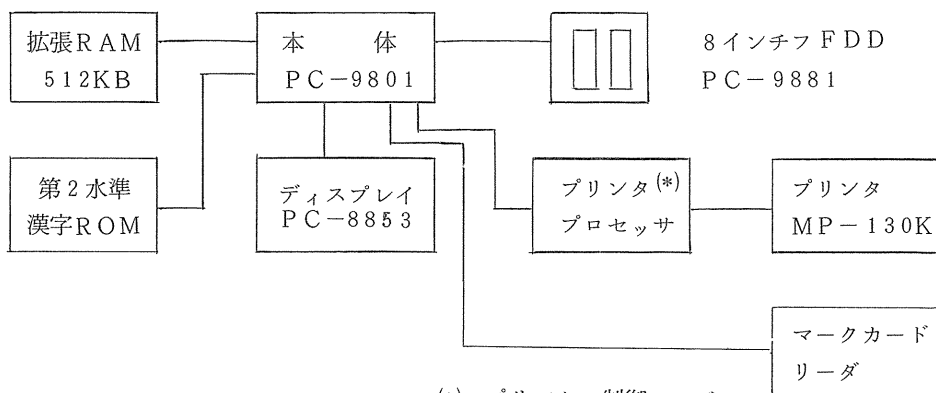 拡張RAM
512KB
本　体
PC-9801
8インチフFDD
PC-9881
第2水準
漢字ROM
ディスプレイ
PC-8853
プリンタ(*)
プロセッサ
プリンタ
MP-130K
マークカード
リーダ